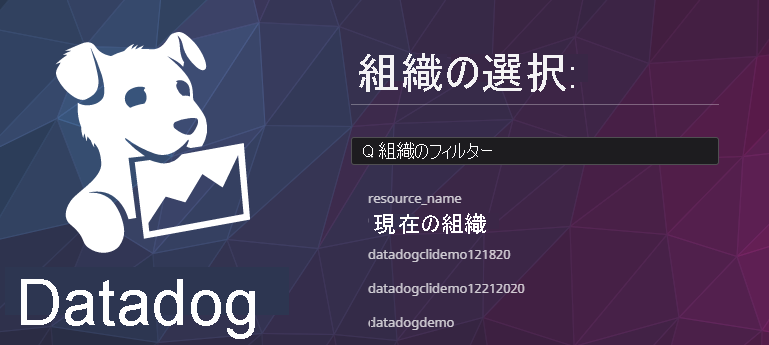 組織の選択:
Q 組織のフィルター
resource_name
現在の組織
datadogclidemo121820
datadogclidemo12212020
datadogdemo
Datadog